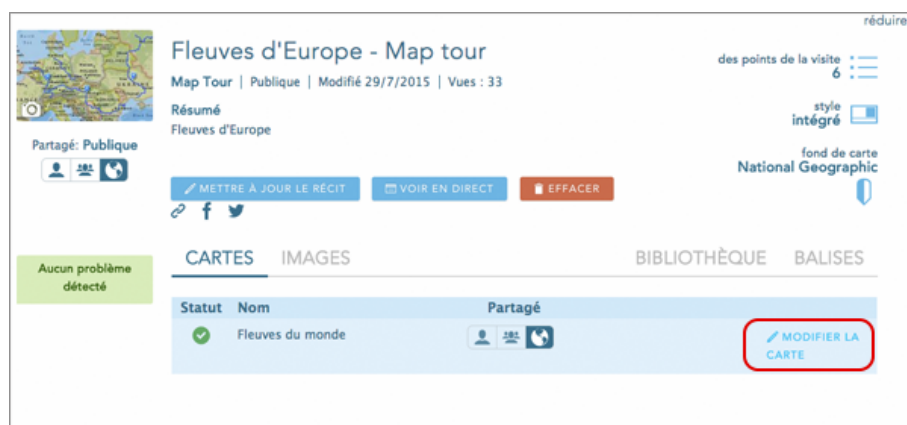 réduire
Fleuves d'Europe - Map tour
Map Tour | Publique | Modifié 29/7/2015 | Vues : 33
Résumé
Fleuves d'Europe
des points de la visite
6
style
intégré
fond de carte
National Geographic
Partagé: Publique
METTRE À JOUR LE RÉCIT
VOIR EN DIRECT
EFFACER
Aucun problème
détecté
CARTES IMAGES BIBLIOTHÈQUE BALISES
Statut Nom Partagé
Fleuves du monde
MODIFIER LA
CARTE